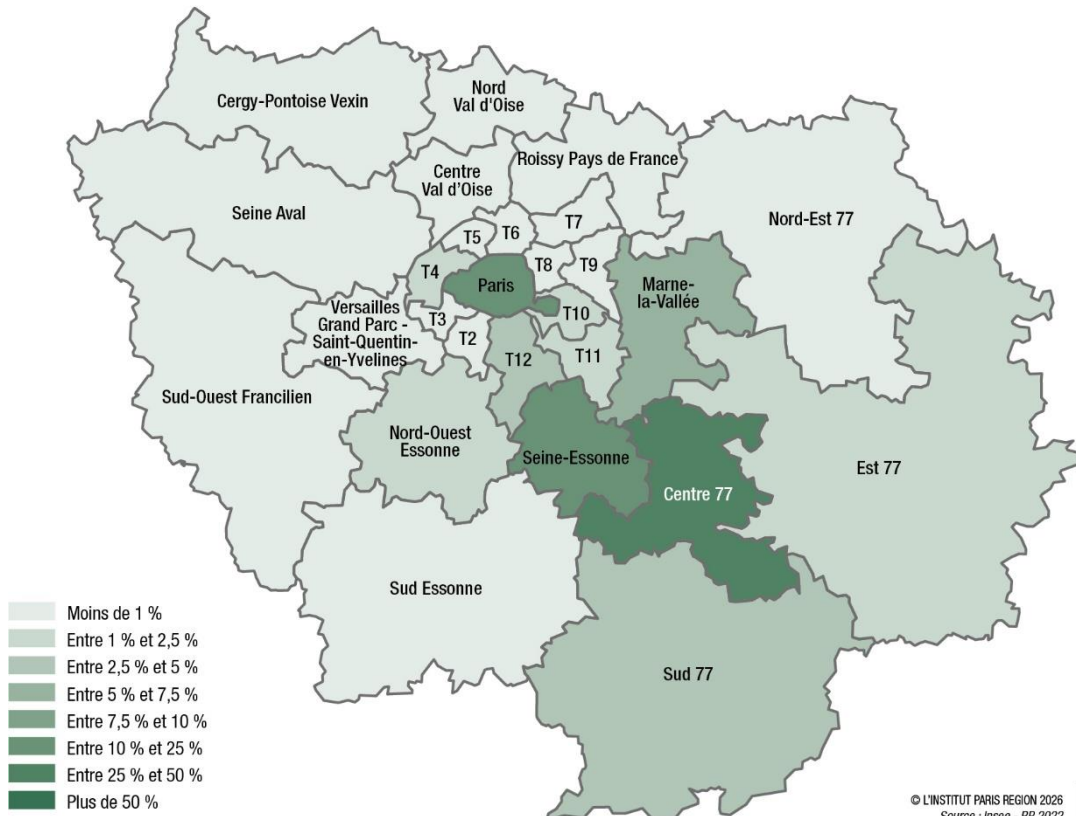 Nord
Val d'Oise
Cergy-Pontoise Vexin
Roissy Pays de France
Centre
Val d'Oise
Seine Aval
Nord-Est 77
T7
T6
T5
T8
T9
T4
Paris
Marne-
la-Vallée
T10
T3
Versailles
Grand Parc -
Saint-Quentin-
en-Yvelines
T2
T12
T11
Sud-Ouest Francilien
Nord-Ouest
Essonne
Seine-Essonne
Est 77
Centre 77
Sud Essonne
Sud 77
Moins de 1 %
Entre 1 % et 2,5 %
Entre 2,5 % et 5 %
Entre 5 % et 7,5 %
Entre 7,5 % et 10 %
Entre 10 % et 25 %
Entre 25 % et 50 %
Plus de 50 %
© L'INSTITUT PARIS REGION 2026
Source : Insee - RP 2022